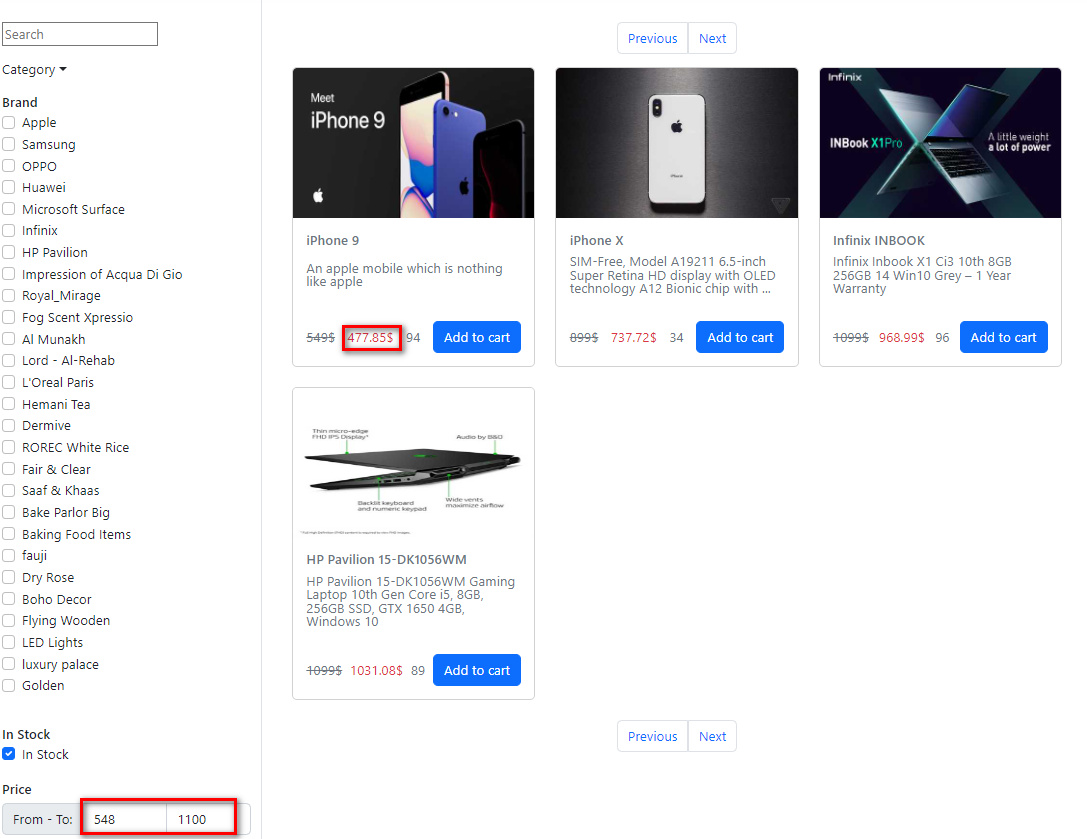 Search
Category
Brand
Apple
Samsung
OPPO
Huawei
Microsoft Surface
Infinix
HP Pavilion
Impression of Acqua Di Gio
Royal_Mirage
Fog Scent Xpressio
Al Munakh
Lord - Al-Rehab
L'Oreal Paris
Hemani Tea
Dermive
ROREC White Rice
Fair & Clear
Saaf & Khaas
Bake Parlor Big
Baking Food Items
fauji
Dry Rose
Boho Decor
Flying Wooden
LED Lights
luxury palace
Golden
In Stock
In Stock
Price
From - To: 548 1100
Previous Next
Meet
iPhone 9
iPhone 9
An apple mobile which is nothing
like apple
549$ 477.85$ 94 Add to cart
iPhone
iPhone X
SIM-Free, Model A19211 6.5-inch
Super Retina HD display with OLED
technology A12 Bionic chip with ...
899$ 737.72$ 34 Add to cart
Infinix
INBook X1Pro
A little weight
a lot of power
Infinix INBOOK
Infinix Inbook X1 Ci3 10th 8GB
256GB 14 Win10 Grey – 1 Year
Warranty
1099$ 968.99$ 96 Add to cart
Thin micro-edge
FHD IPS Display*
Audio by B&O
Backlit keyboard
and numeric keypad
Wide vents
maximize airflow
HP Pavilion 15-DK1056WM
HP Pavilion 15-DK1056WM Gaming
Laptop 10th Gen Core i5, 8GB,
256GB SSD, GTX 1650 4GB,
Windows 10
1099$ 1031.08$ 89 Add to cart
Previous Next